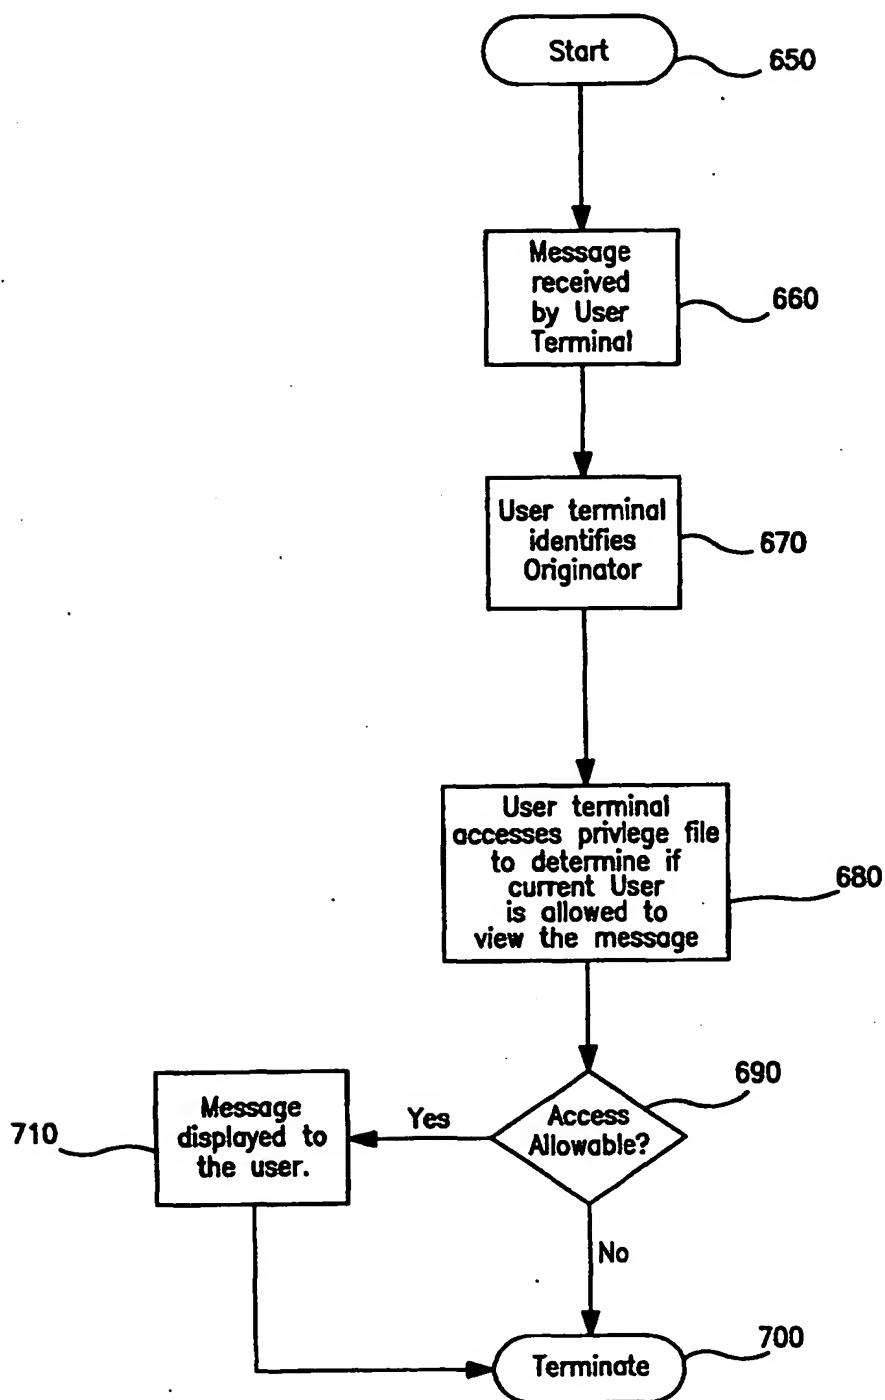 Start
650
Message
received
by User
Terminal
660
User terminal
identifies
Originator
670
User terminal
accesses privlege file
to determine if
current User
is allowed to
view the message
680
690
Access
Allowable?
Yes
Message
displayed to
the user.
710
No
Terminate
700